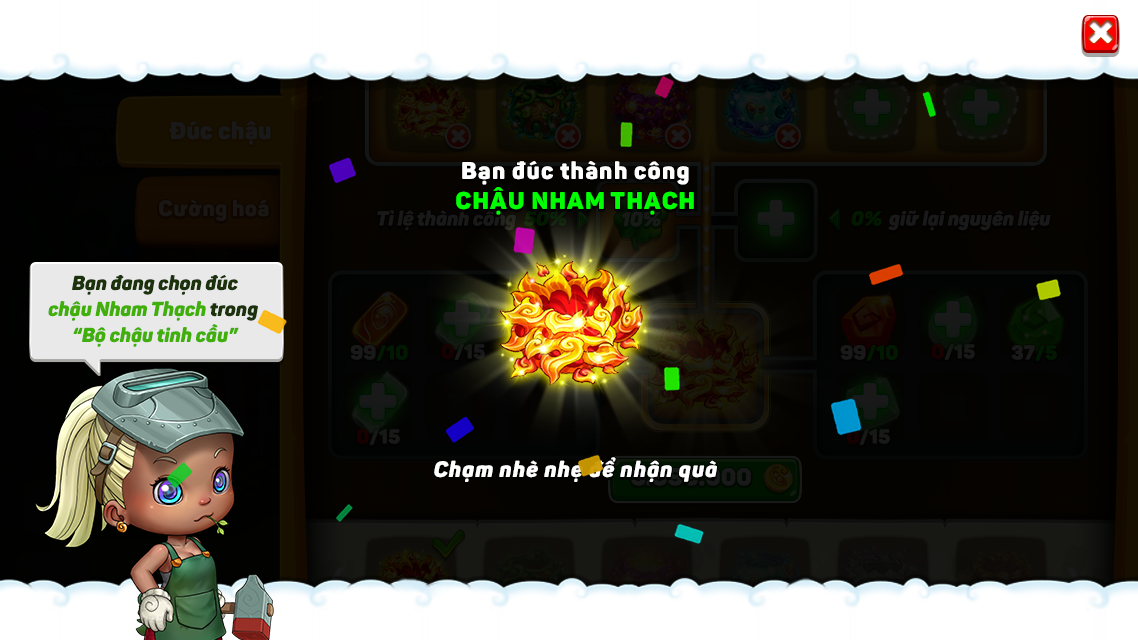 Đúc chậu
Bạn đúc thành công
CHẬU NHAM THẠCH
Cường hoá
Tỉ lệ thành công 50% 10%
0% giữ lại nguyên liệu
Bạn đang chọn đúc
chậu Nham Thạch trong
“Bộ chậu tinh cầu”
99/10
0/15
99/10
0/15
37/5
0/15
0/15
Chạm nhè nhẹ để nhận quà